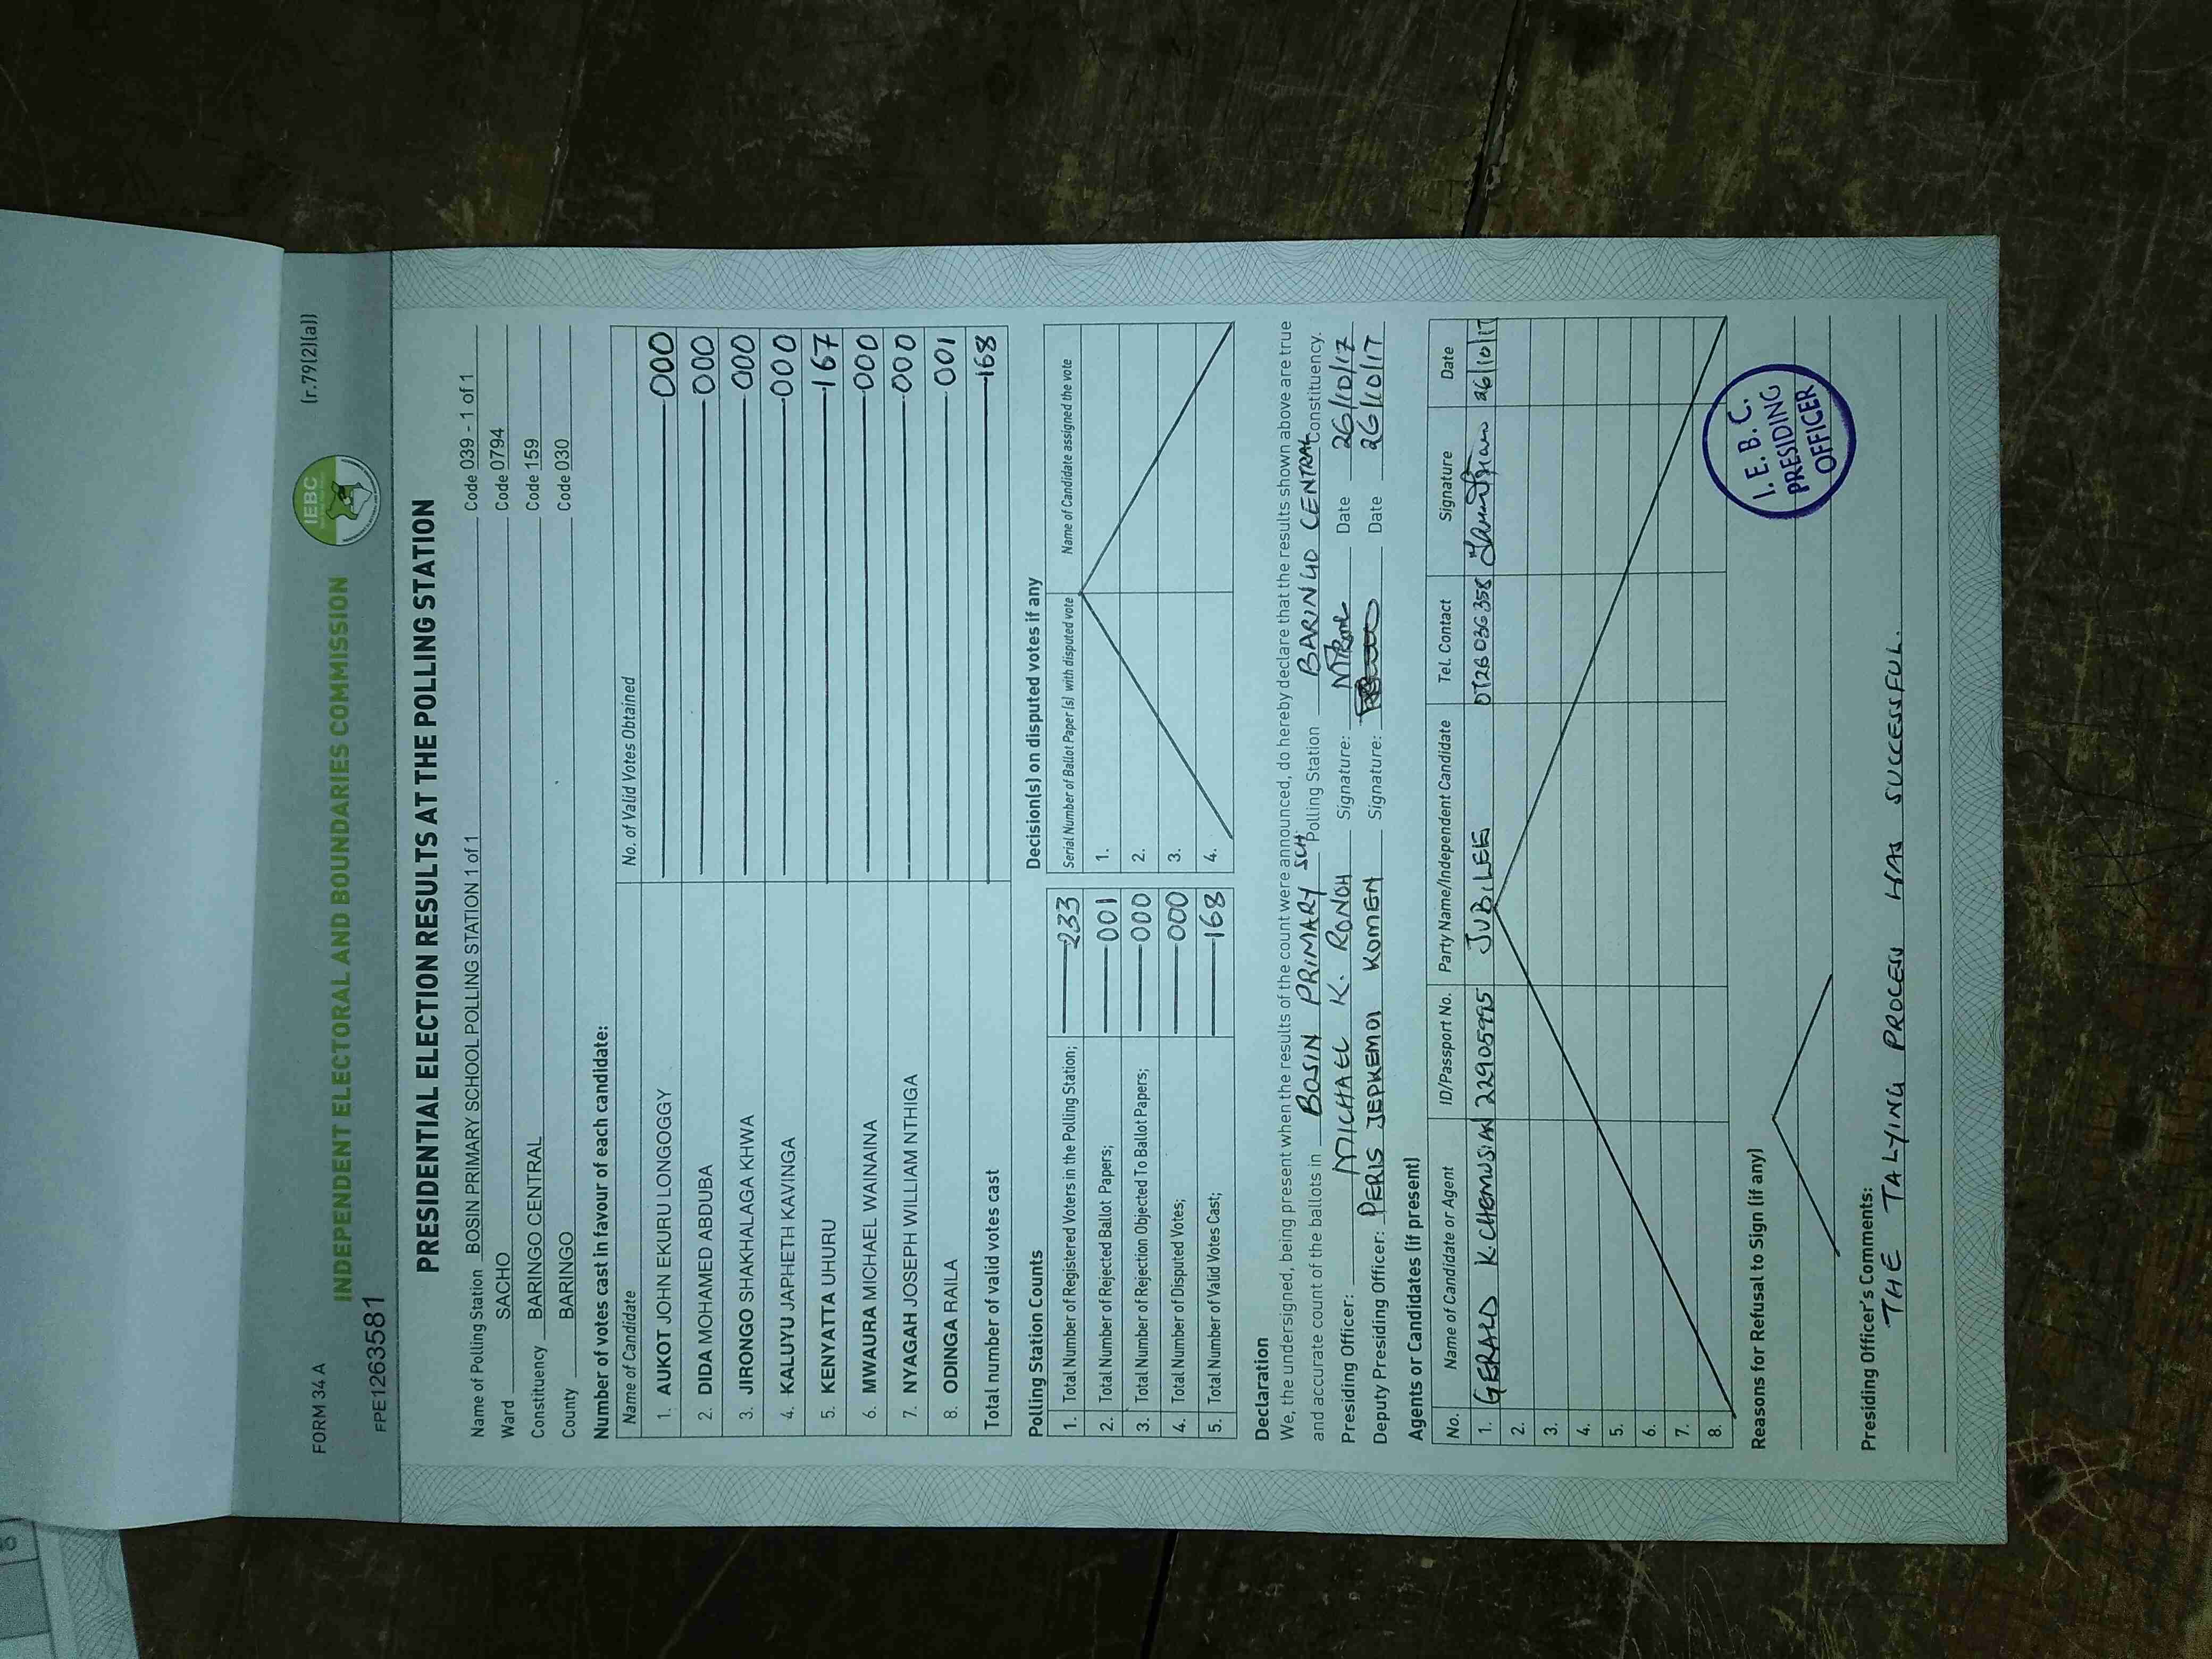 FORM 34 A
(r.79(2)(a))
IEBC
INDEPENDENT ELECTORAL AND BOUNDARIES COMMISSION
FPE1263581
PRESIDENTIAL ELECTION RESULTS AT THE POLLING STATION
Name of Polling Station BOSIN PRIMARY SCHOOL POLLING STATION 1 of 1 Code 039 - 1 of 1
Ward SACHO Code 0794
Constituency BARINGO CENTRAL Code 159
County BARINGO Code 030
Number of votes cast in favour of each candidate:
Name of Candidate No. of Valid Votes Obtained
1. AUKOT JOHN EKURU LONGOGGY 000
2. DIDA MOHAMED ABDUBA 000
3. JIRONGO SHAKHALAGA KHWA 000
4. KALUYU JAPHETH KAVINGA 000
5. KENYATTA UHURU 167
6. MWAURA MICHAEL WAINAINA 000
7. NYAGAH JOSEPH WILLIAM NTHIGA 000
8. ODINGA RAILA 001
Total number of valid votes cast 168
Polling Station Counts
1. Total Number of Registered Voters in the Polling Station; 233
2. Total Number of Rejected Ballot Papers; 001
3. Total Number of Rejection Objected To Ballot Papers; 000
4. Total Number of Disputed Votes; 000
5. Total Number of Valid Votes Cast; 168
Decision(s) on disputed votes if any
Serial Number of Ballot Paper (s) with disputed vote Name of Candidate assigned the vote
1.
2.
3.
4.
Declaration
We, the undersigned, being present when the results of the count were announced, do hereby declare that the results shown above are true
and accurate count of the ballots in BOSIN PRIMARY SCH. Polling Station BARINGO CENTRAL Constituency.
Presiding Officer: MICHAEL K. RONOH Signature: Date 26/10/17
Deputy Presiding Officer: PERIS JEPKEMOI KOMEN Signature: Date 26/10/17
Agents or Candidates (if present)
No. Name of Candidate or Agent ID/Passport No. Party Name/Independent Candidate Tel. Contact Signature Date
1. GERALD K. 22905995 JUBILEE 0726036358 26/10/17
2.
3.
4.
5.
6.
7.
8.
Reasons for Refusal to Sign (if any)
I.E.B.C.
PRESIDING
OFFICER
Presiding Officer's Comments:
THE TALYING PROCESS WAS SUCCESSFUL.